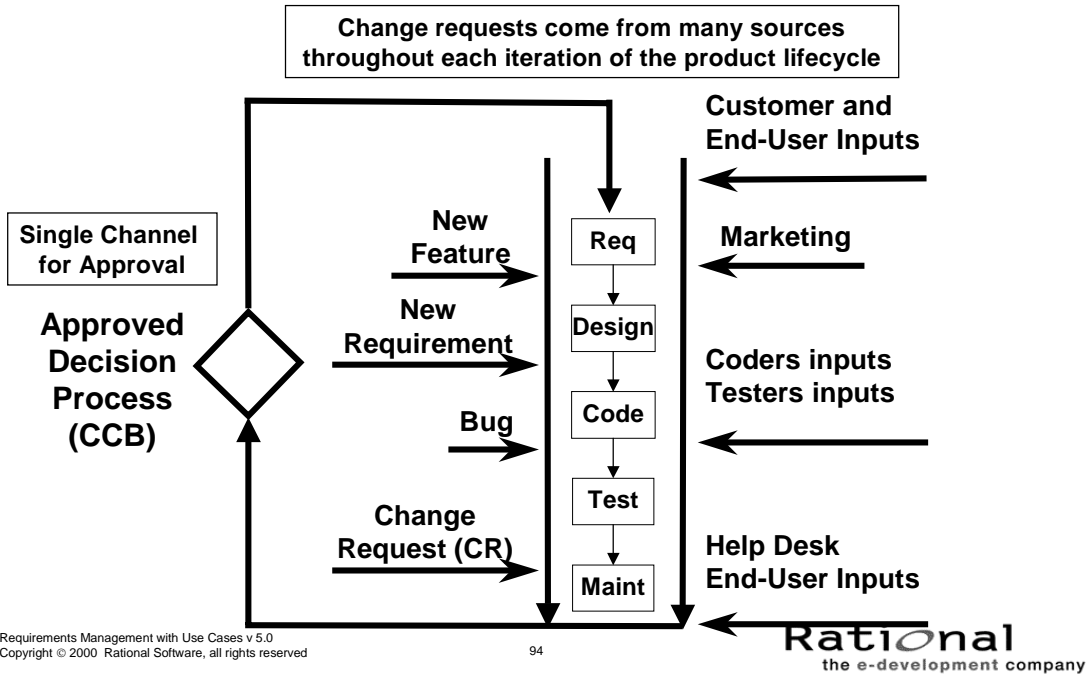 Change requests come from many sources
throughout each iteration of the product lifecycle
Customer and
End-User Inputs
Single Channel
for Approval
New
Feature
Req
Marketing
Approved
Decision
Process
(CCB)
New
Requirement
Design
Coders inputs
Testers inputs
Bug
Code
Test
Change
Request (CR)
Help Desk
End-User Inputs
Maint
Requirements Management with Use Cases v 5.0
Copyright © 2000 Rational Software, all rights reserved
94
Rational
the e-development company